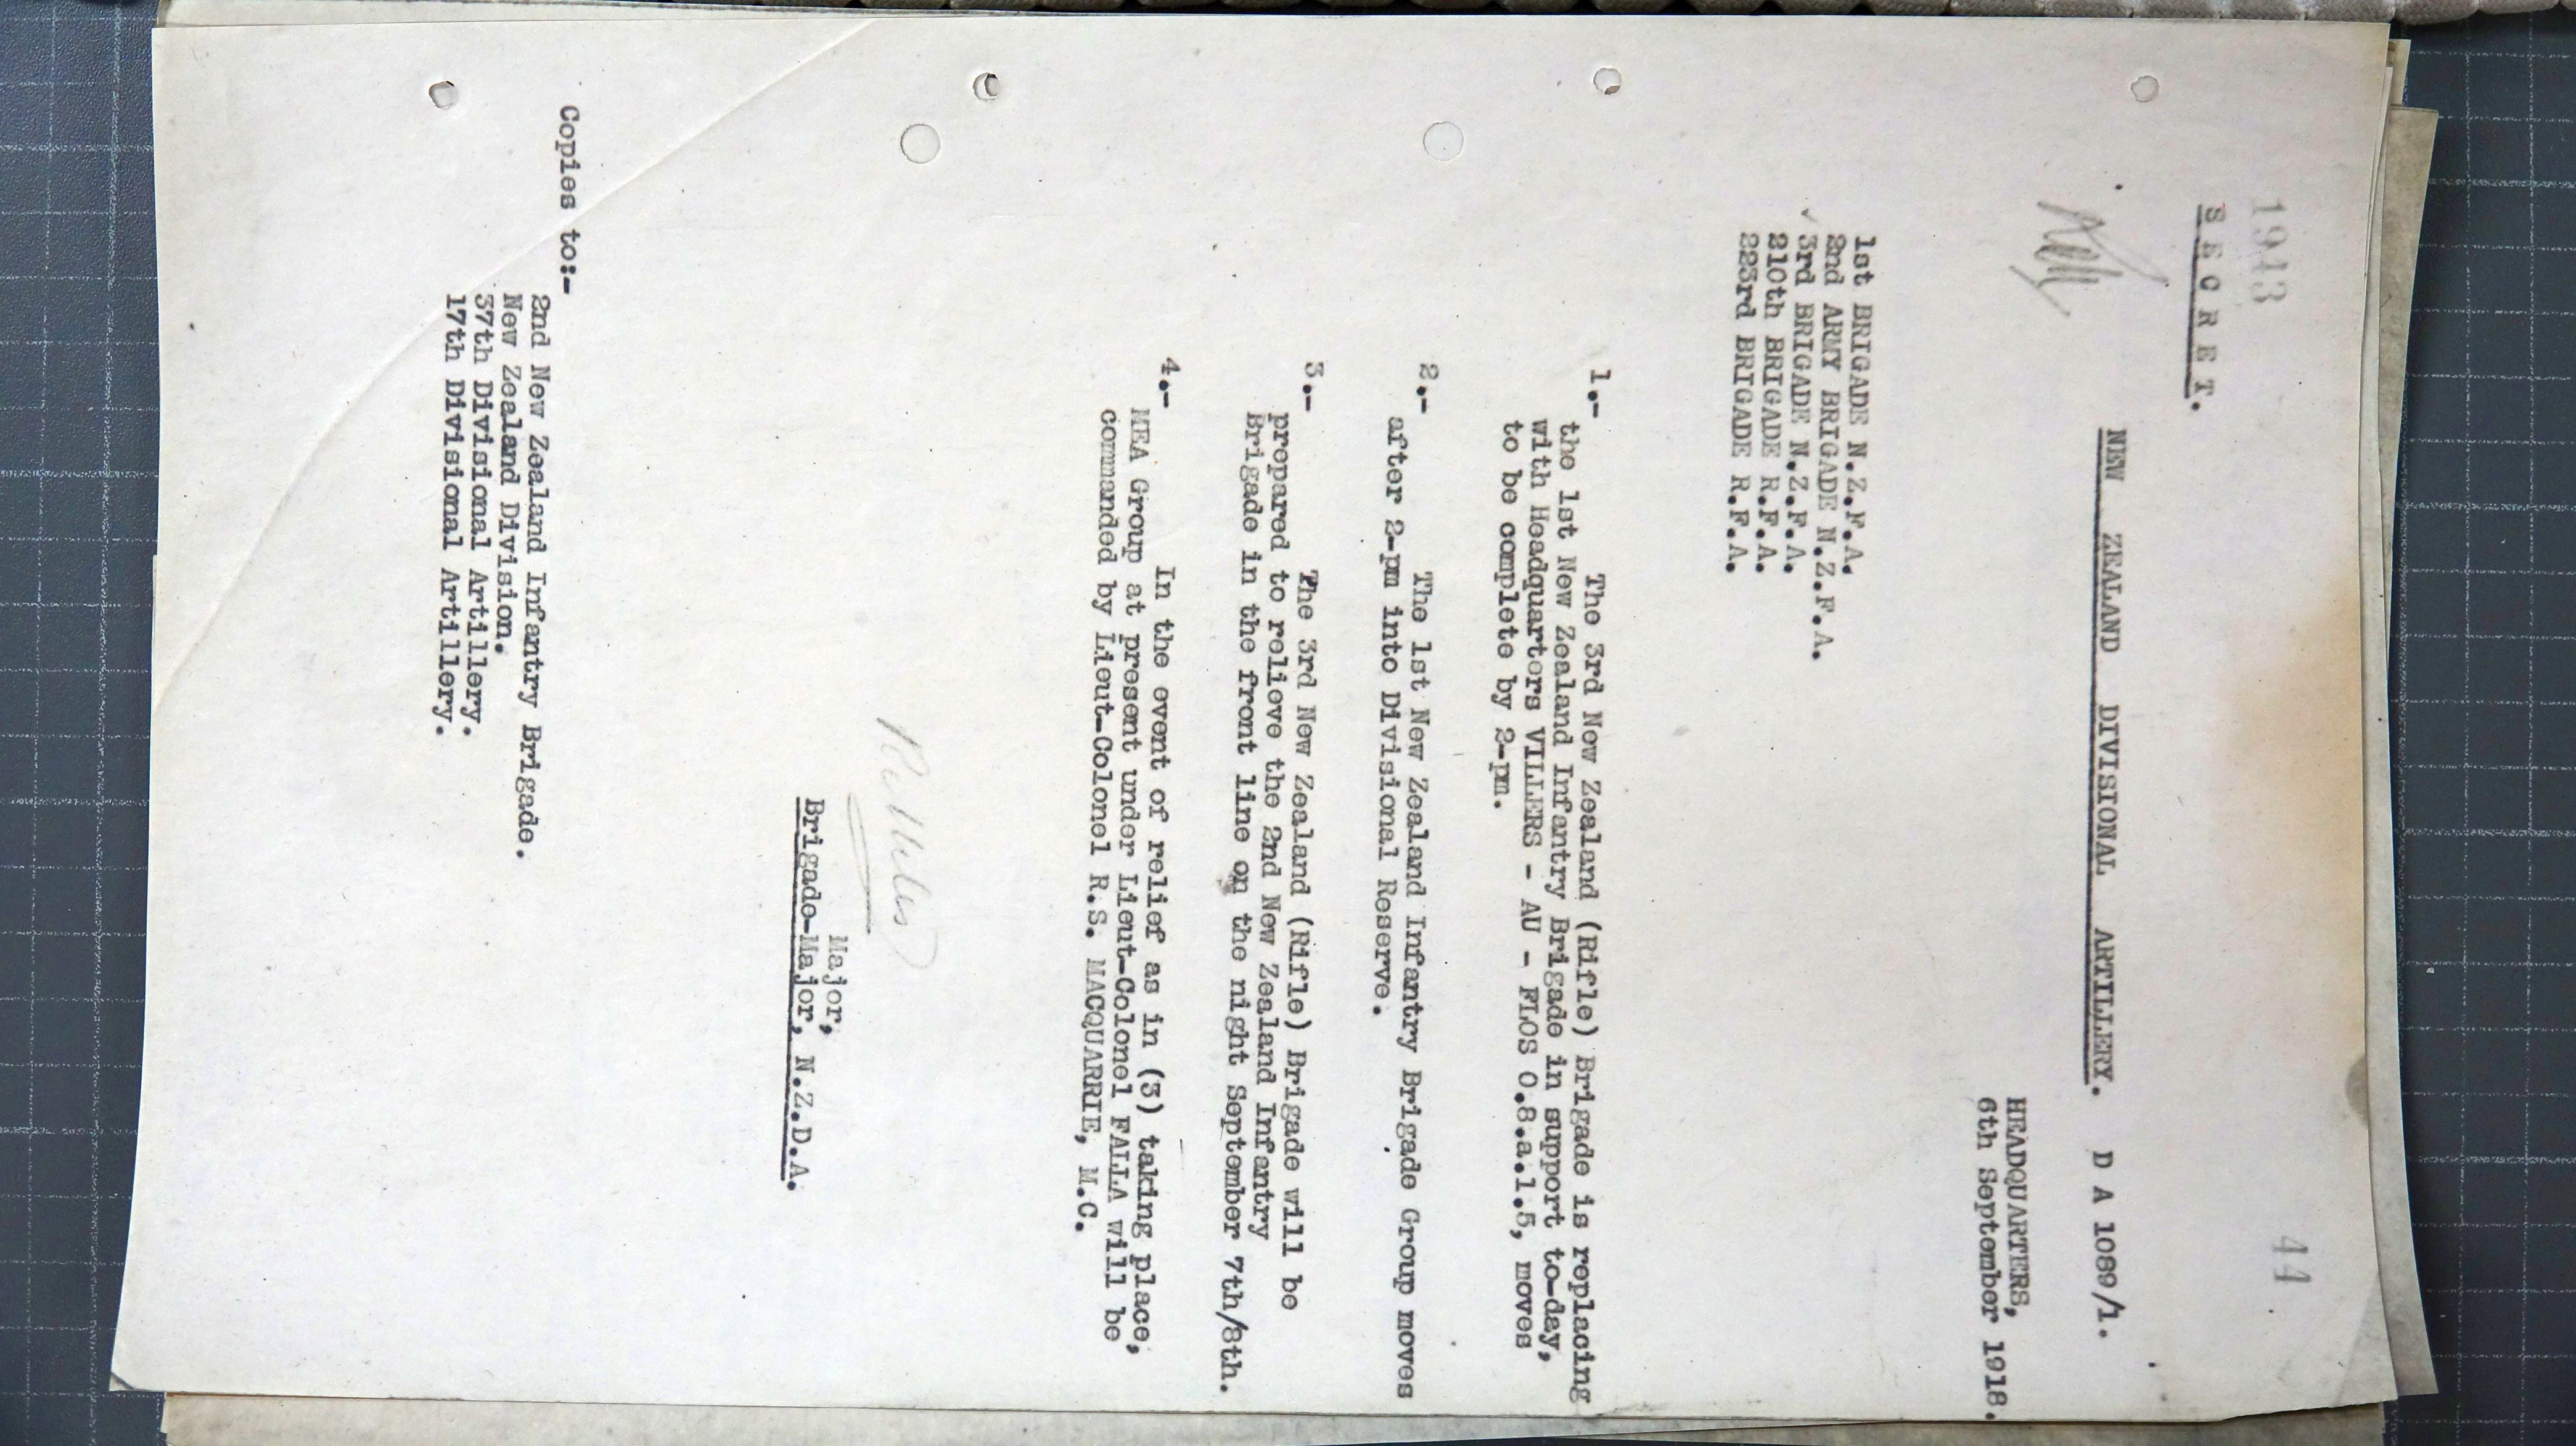 1943
44
S E C R E T.
NEW ZEALAND DIVISIONAL ARTILLERY. D A 1089/1.
HEADQUARTERS,
6th September 1918.
1st BRIGADE N.Z.F.A.
2nd ARMY BRIGADE N.Z.F.A.
✓ 3rd BRIGADE N.Z.F.A.
210th BRIGADE R.F.A.
223rd BRIGADE R.F.A.
1.- The 3rd New Zealand (Rifle) Brigade is replacing
the 1st New Zealand Infantry Brigade in support to-day,
with Headquarters VILLERS - AU - FLOS O.8.a.1.5, moves
to be complete by 2-pm.
2.- The 1st New Zealand Infantry Brigade Group moves
after 2-pm into Divisional Reserve.
3.- The 3rd New Zealand (Rifle) Brigade will be
prepared to relieve the 2nd New Zealand Infantry
Brigade in the front line on the night September 7th/8th.
4.- In the event of relief as in (3) taking place,
MEA Group at present under Lieut-Colonel FALLA will be
commanded by Lieut-Colonel R.S. MACQUARRIE, M.C.
Major,
Brigade-Major, N.Z.D.A.
Copies to:-
2nd New Zealand Infantry Brigade.
New Zealand Division.
37th Divisional Artillery.
17th Divisional Artillery.